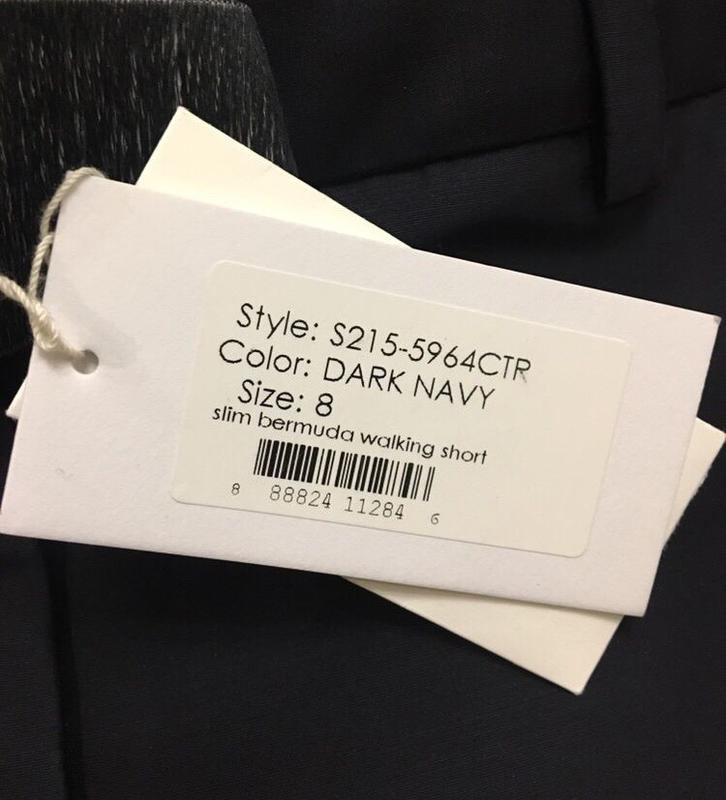 Style: S215-5964CTR
Color: DARK NAVY
Size: 8
slim bermuda walking short
8 88824 11284 6